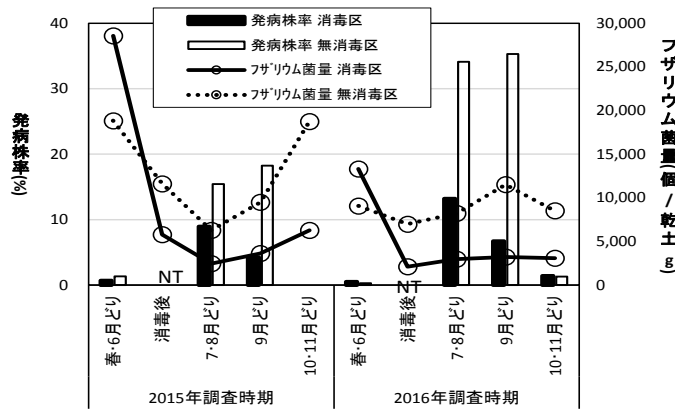 発病株率 消毒区
発病株率 無消毒区
フザリウム菌量 消毒区
フザリウム菌量 無消毒区
発病株率(%)
40
30
20
10
0
フザリウム菌量(個/乾土g)
30,000
25,000
20,000
15,000
10,000
5,000
0
NT
NT
春・6月どり
消毒後
7・8月どり
9月どり
10・11月どり
春・6月どり
消毒後
7・8月どり
9月どり
10・11月どり
2015年調査時期
2016年調査時期